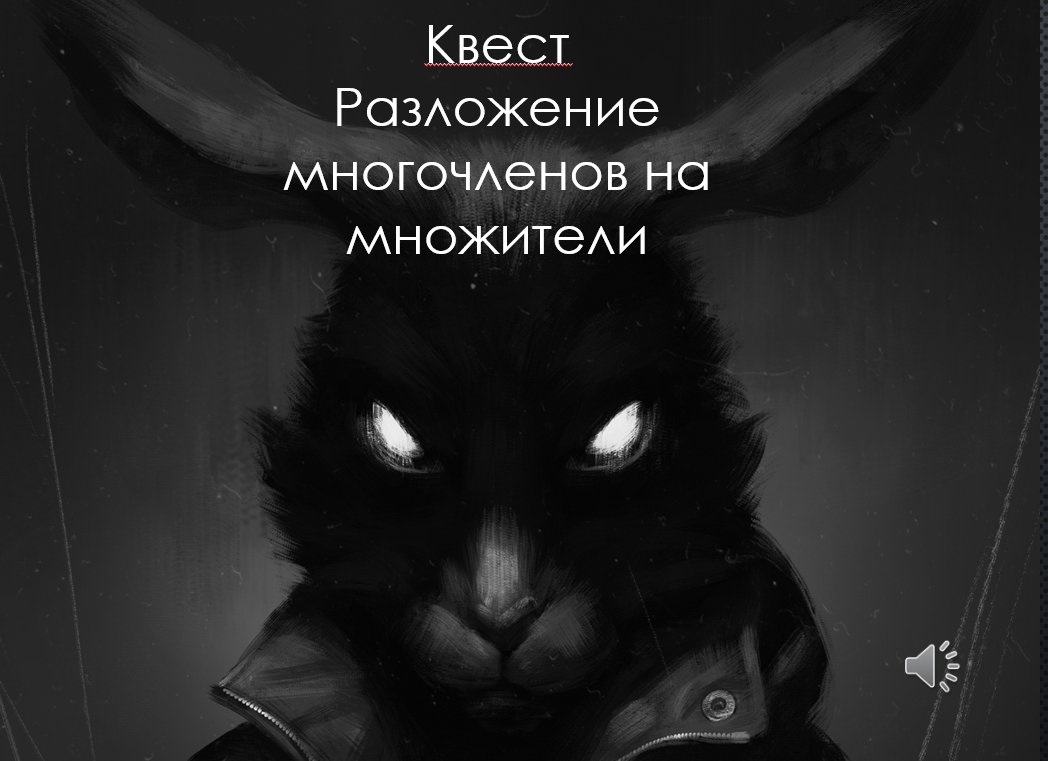 Квест
Разложение
многочленов на
множители